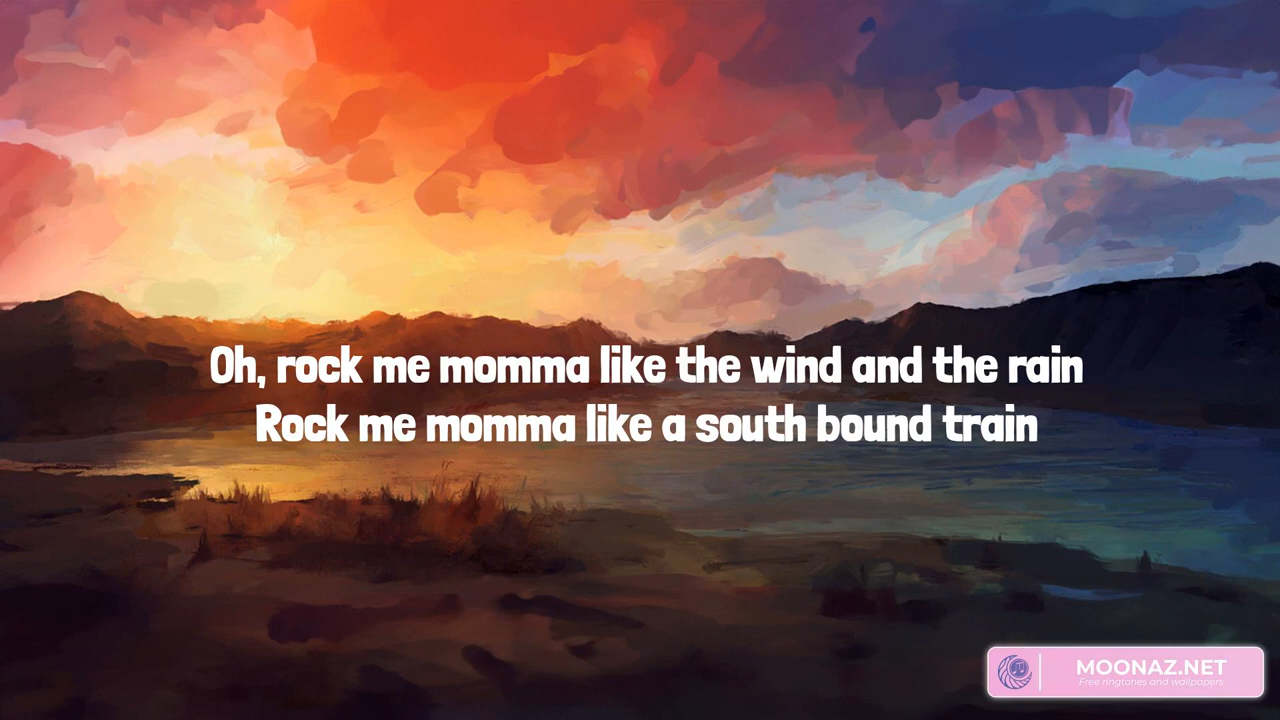 Oh, rock me momma like the wind and the rain
Rock me momma like a south bound train
MOONAZ.NET
Free ringtones and wallpapers